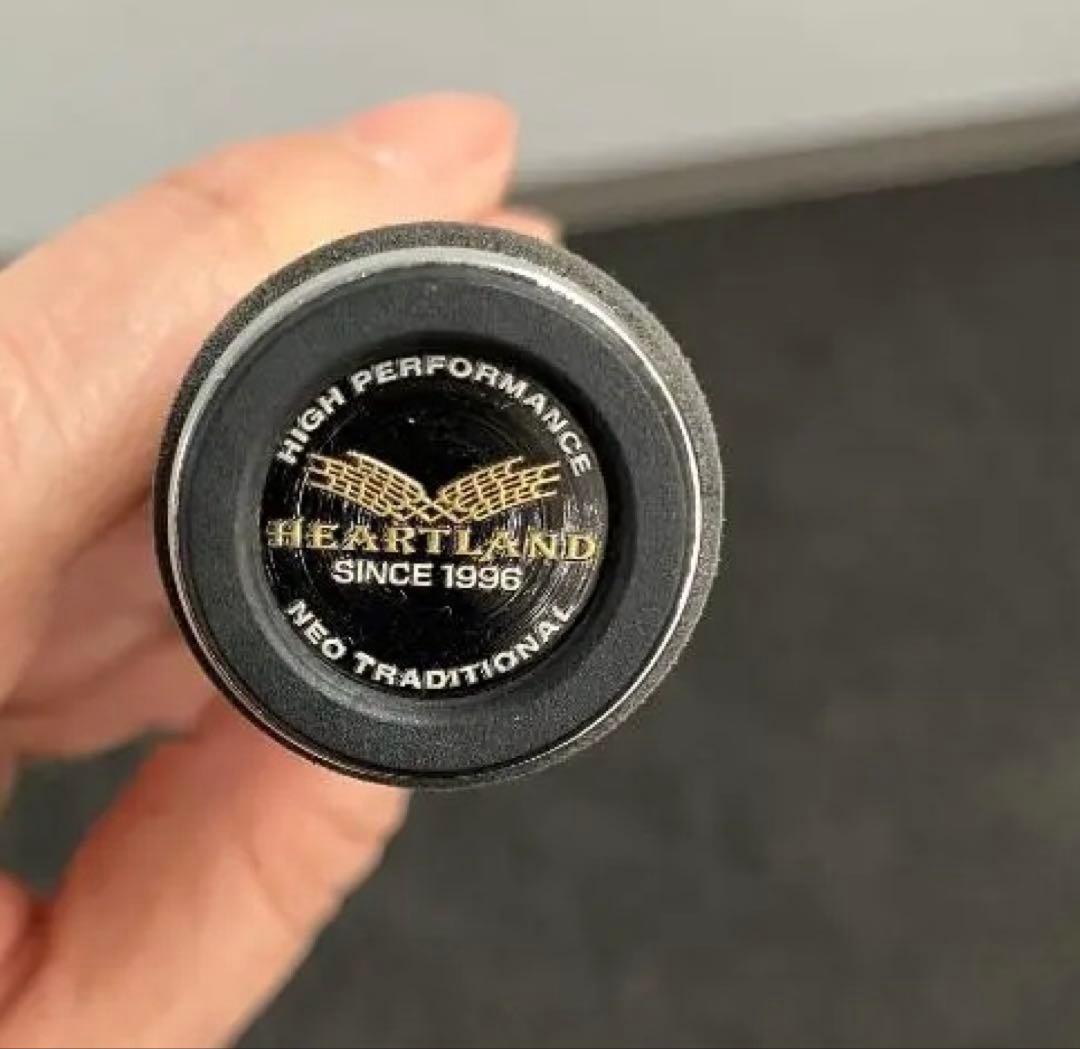 HIGH PERFORMANCE
HEARTLAND
SINCE 1996
NEO TRADITIONAL